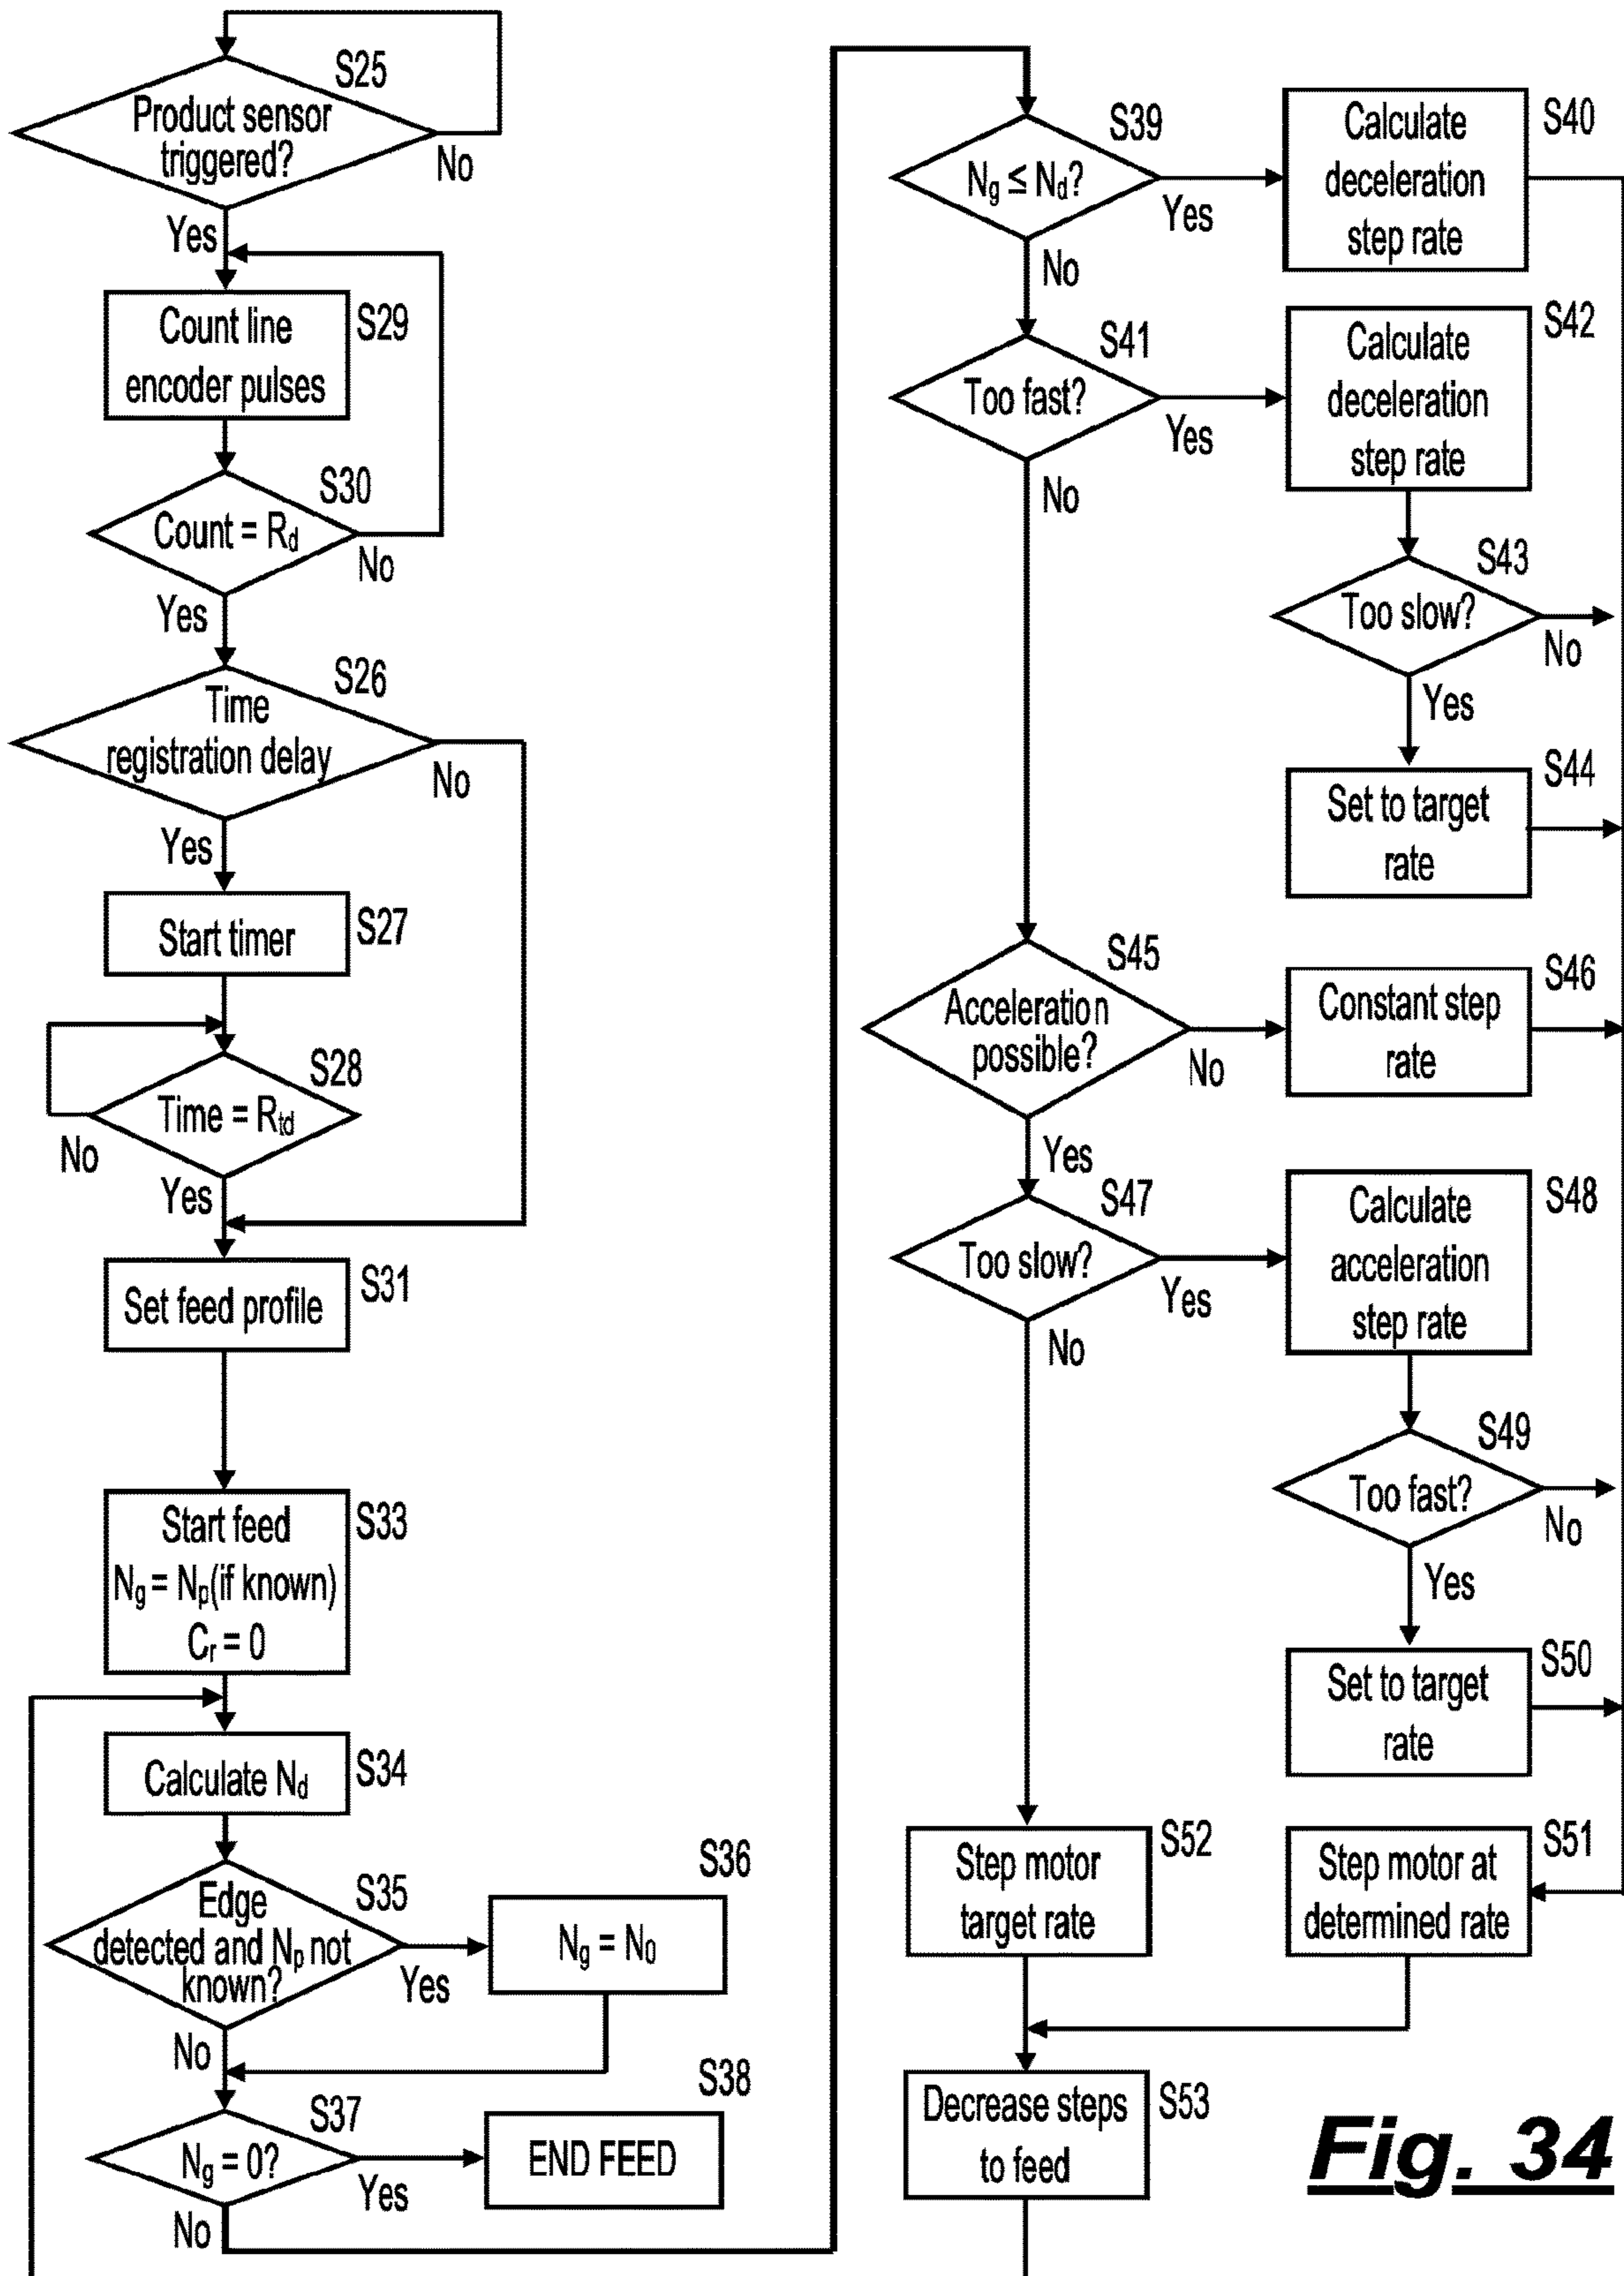 S25
Product sensor
triggered?
No
Yes
Count line
encoder pulses
S29
S30
Count = Rd
No
Yes
S26
Time
registration delay
No
Yes
Start timer
S27
S28
Time = Rtd
No
Yes
Set feed profile
S31
Start feed
Ng = Np(if known)
Cr = 0
S33
Calculate Nd
S34
Edge
detected and Np not
known?
S35
Yes
No
S36
Ng = N0
S37
Ng = 0?
Yes
No
S38
END FEED
S39
Ng ≤ Nd?
Yes
No
Calculate
deceleration
step rate
S40
S41
Too fast?
Yes
No
Calculate
deceleration
step rate
S42
S43
Too slow?
No
Yes
Set to target
rate
S44
S45
Acceleration
possible?
No
Yes
Constant step
rate
S46
S47
Too slow?
Yes
No
Calculate
acceleration
step rate
S48
S49
Too fast?
No
Yes
Set to target
rate
S50
Step motor
target rate
S52
Step motor at
determined rate
S51
Decrease steps
to feed
S53
Fig. 34